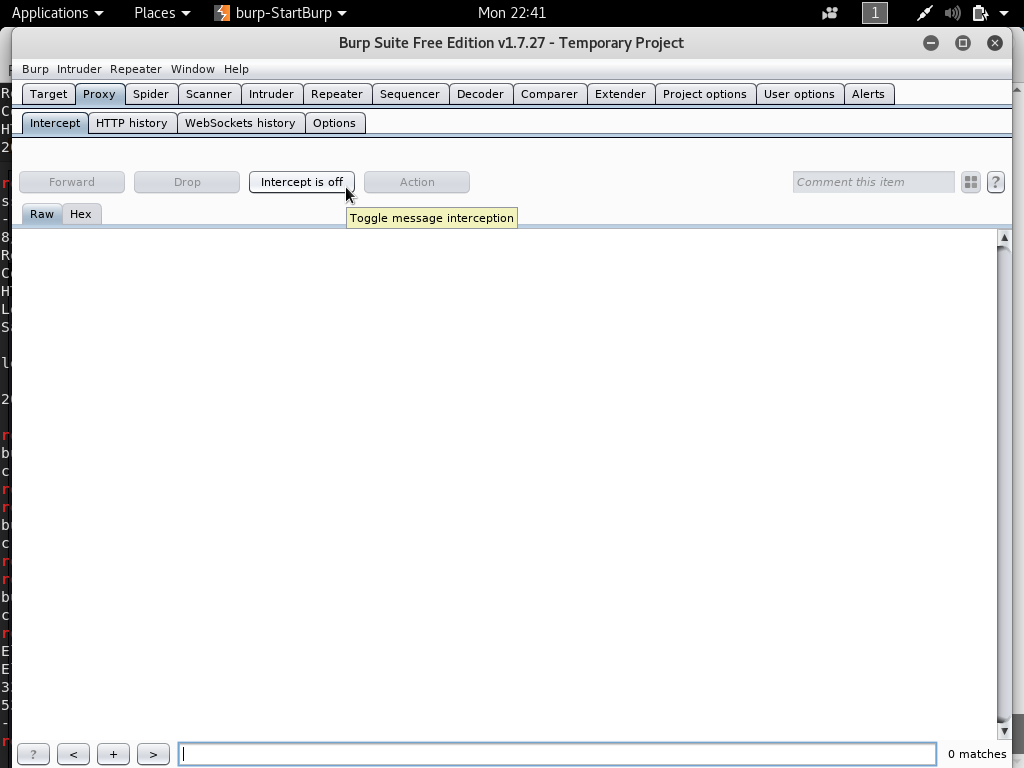 Applications Places burp-StartBurp Mon 22:41 1
Burp Suite Free Edition v1.7.27 - Temporary Project
Burp Intruder Repeater Window Help
Target Proxy Spider Scanner Intruder Repeater Sequencer Decoder Comparer Extender Project options User options Alerts
Intercept HTTP history WebSockets history Options
Forward Drop Intercept is off Action Comment this item ?
Raw Hex
Toggle message interception
? < + > 0 matches